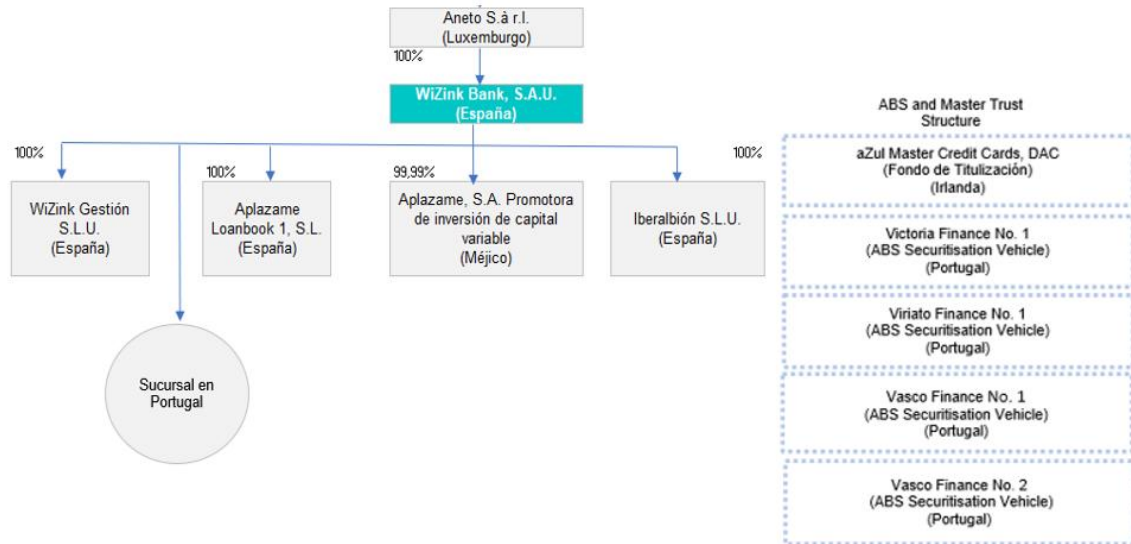 Aneto S.à r.l.
(Luxemburgo)
100%
WiZink Bank, S.A.U.
(España)
100%
WiZink Gestión
S.L.U.
(España)
100%
Aplazame
Loanbook 1, S.L.
(España)
99,99%
Aplazame, S.A. Promotora
de inversión de capital
variable
(Méjico)
100%
Iberalbión S.L.U.
(España)
Sucursal en
Portugal
ABS and Master Trust
Structure
aZul Master Credit Cards, DAC
(Fondo de Titulización)
(Irlanda)
Victoria Finance No. 1
(ABS Securitisation Vehicle)
(Portugal)
Viriato Finance No. 1
(ABS Securitisation Vehicle)
(Portugal)
Vasco Finance No. 1
(ABS Securitisation Vehicle)
(Portugal)
Vasco Finance No. 2
(ABS Securitisation Vehicle)
(Portugal)